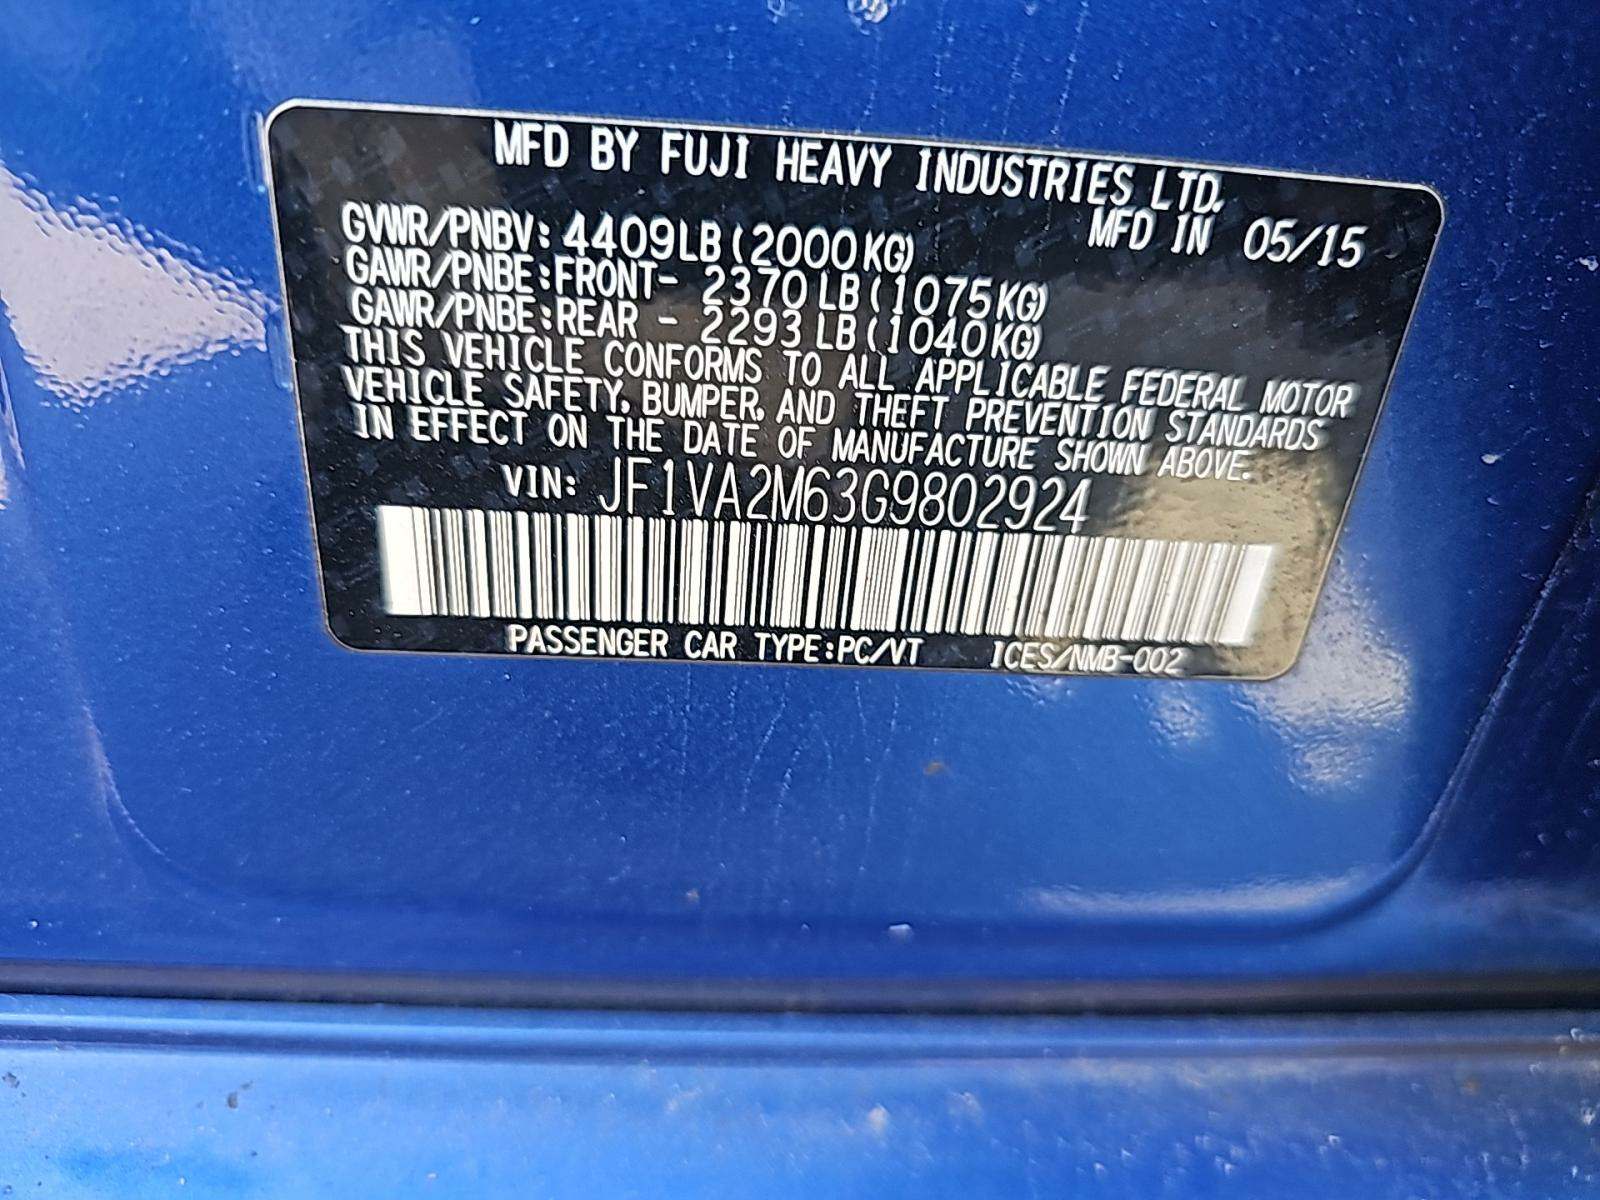 MFD BY FUJI HEAVY INDUSTRIES LTD.
MFD IN 05/15
GVWR/PNBV: 4409LB (2000KG)
GAWR/PNBE:FRONT- 2370LB (1075KG)
GAWR/PNBE:REAR - 2293LB (1040KG)
THIS VEHICLE CONFORMS TO ALL APPLICABLE FEDERAL MOTOR
VEHICLE SAFETY, BUMPER, AND THEFT PREVENTION STANDARDS
IN EFFECT ON THE DATE OF MANUFACTURE SHOWN ABOVE.
VIN: JF1VA2M63G9802924
PASSENGER CAR TYPE:PC/VT ICES/NMB-002